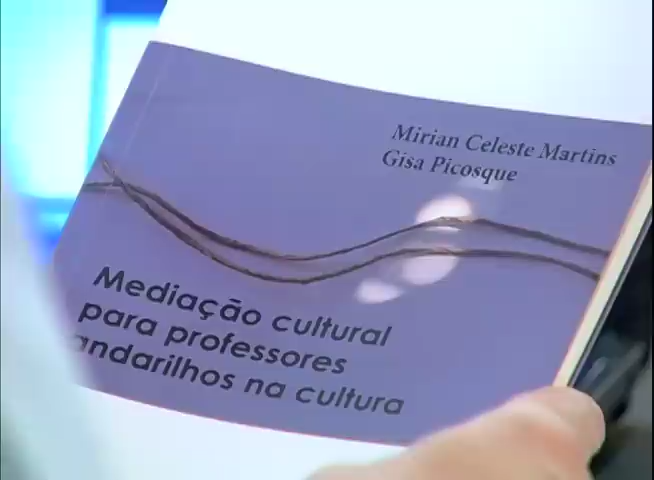 Mirian Celeste Martins
Gisa Picosque
Mediação cultural
para professores
andarilhos na cultura